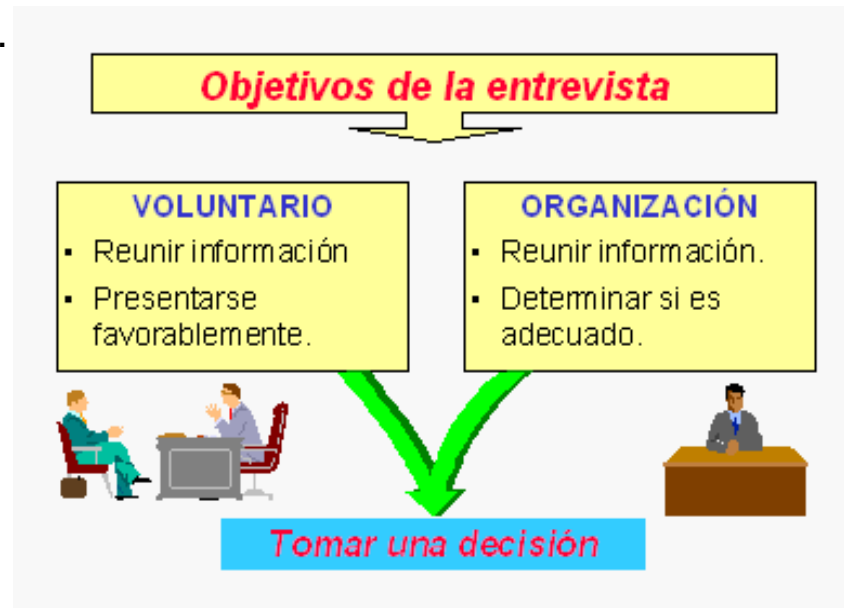 Objetivos de la entrevista
VOLUNTARIO
▪ Reunir información
▪ Presentarse
favorablemente.
ORGANIZACIÓN
▪ Reunir información.
▪ Determinar si es
adecuado.
Tomar una decisión